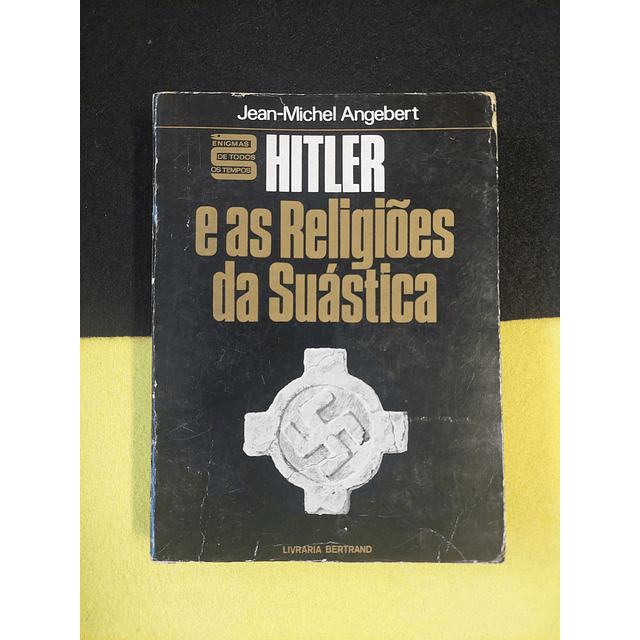 Jean-Michel Angebert
ENIGMAS
DE TODOS
OS TEMPOS
HITLER
e as Religiões
da Suástica
LIVRARIA BERTRAND